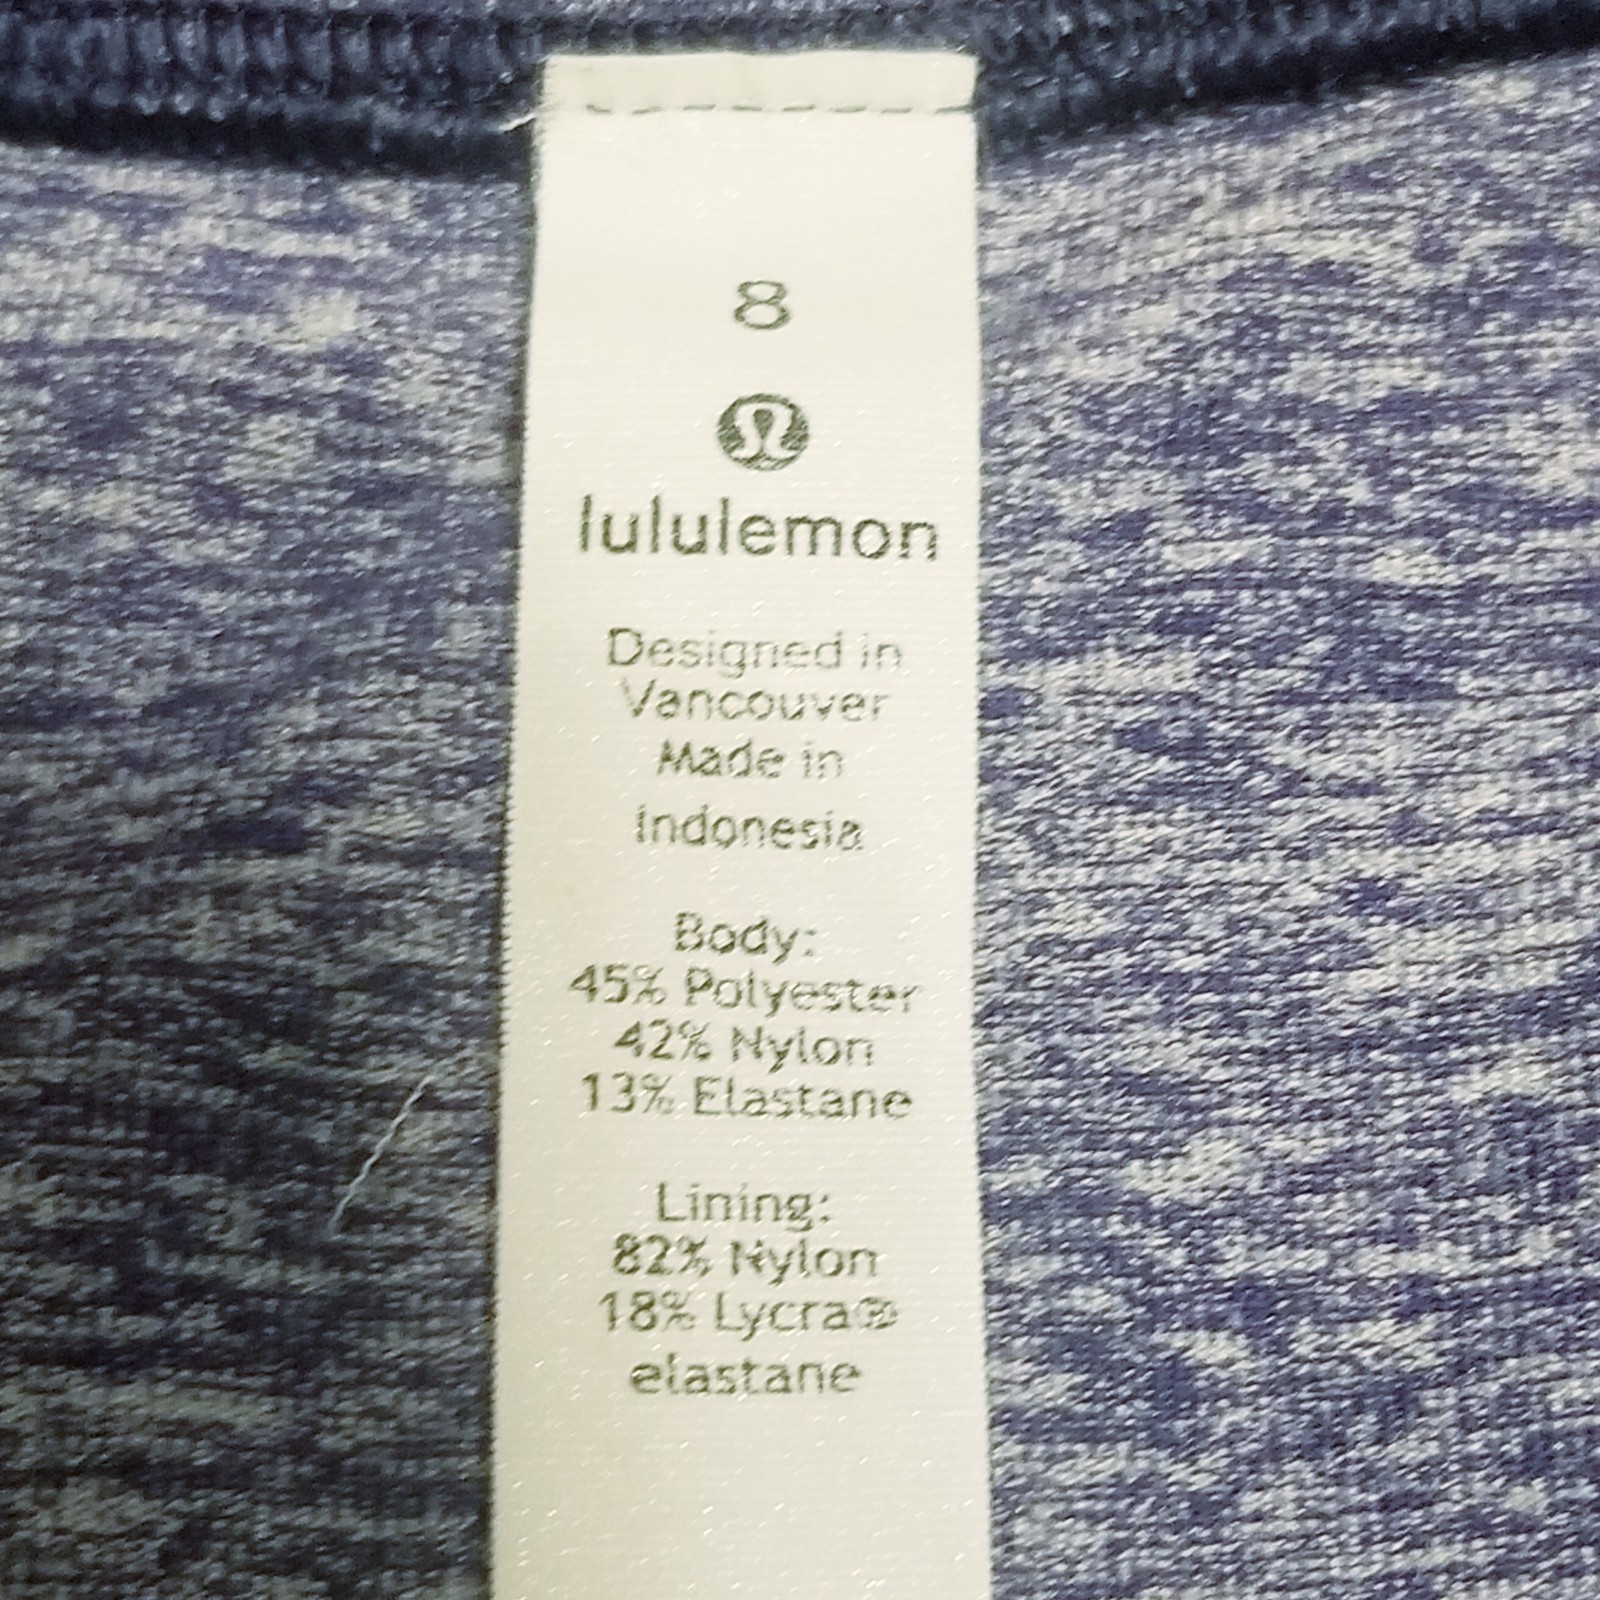 8
lululemon
Designed in
Vancouver
Made in
Indonesia
Body:
45% Polyester
42% Nylon
13% Elastane
Lining:
82% Nylon
18% Lycra®
elastane